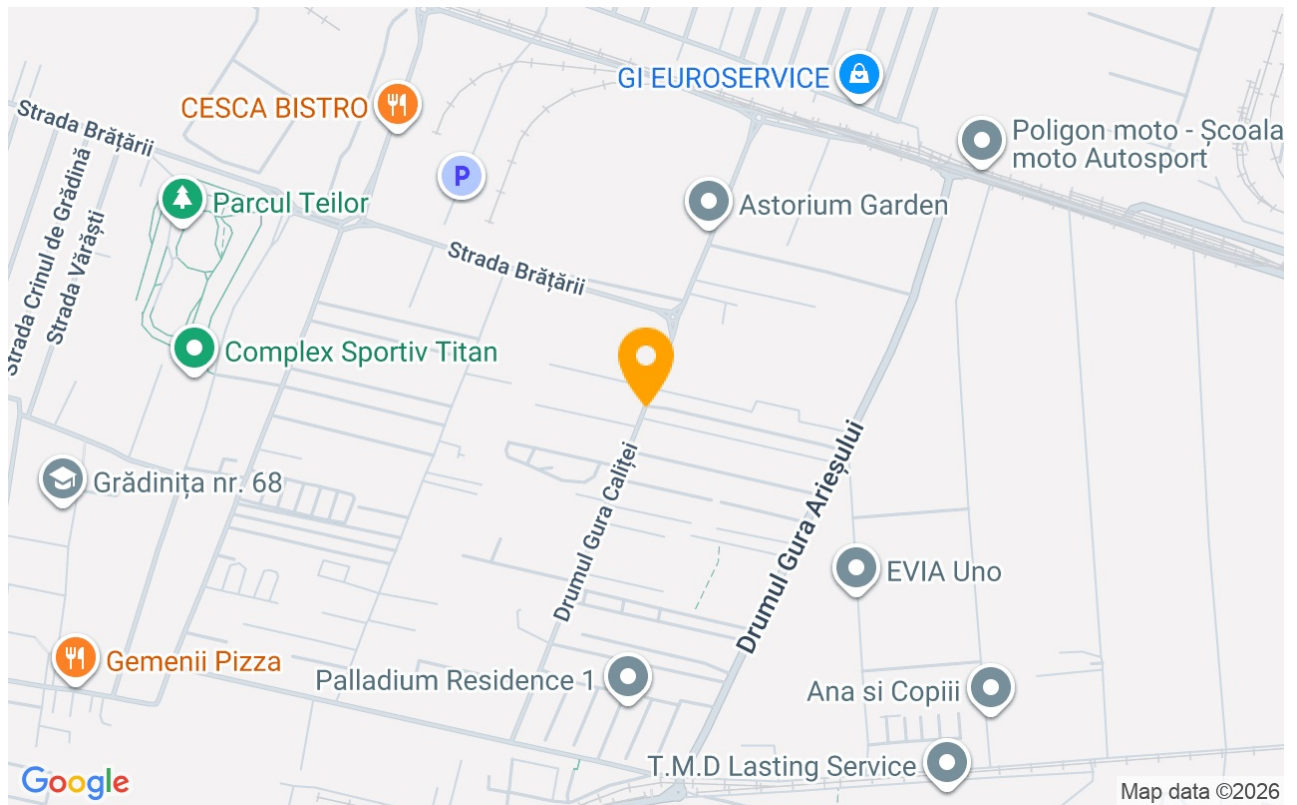 GI EUROSERVICE
CESCA BISTRO
Strada Brățării
Poligon moto - Școala
moto Autosport
P
Parcul Teilor
Astorium Garden
Strada Crinul de Grădină
Strada Vărăști
Strada Brățării
Complex Sportiv Titan
Drumul Gura Caliței
Drumul Gura Arieșului
Grădinița nr. 68
EVIA Uno
Gemenii Pizza
Palladium Residence 1
Ana si Copiii
T.M.D Lasting Service
Google
Map data ©2026